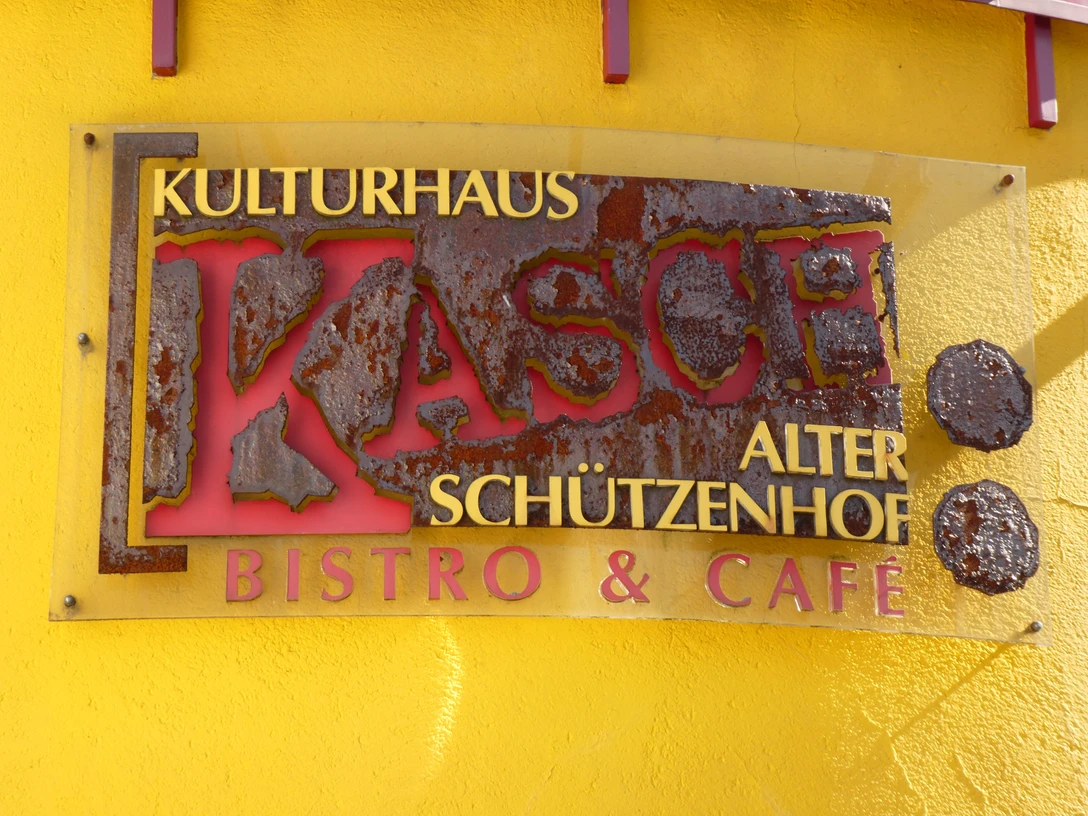 KULTURHAUS
KASCH
ALTER
SCHÜTZENHOF
BISTRO & CAFÉ